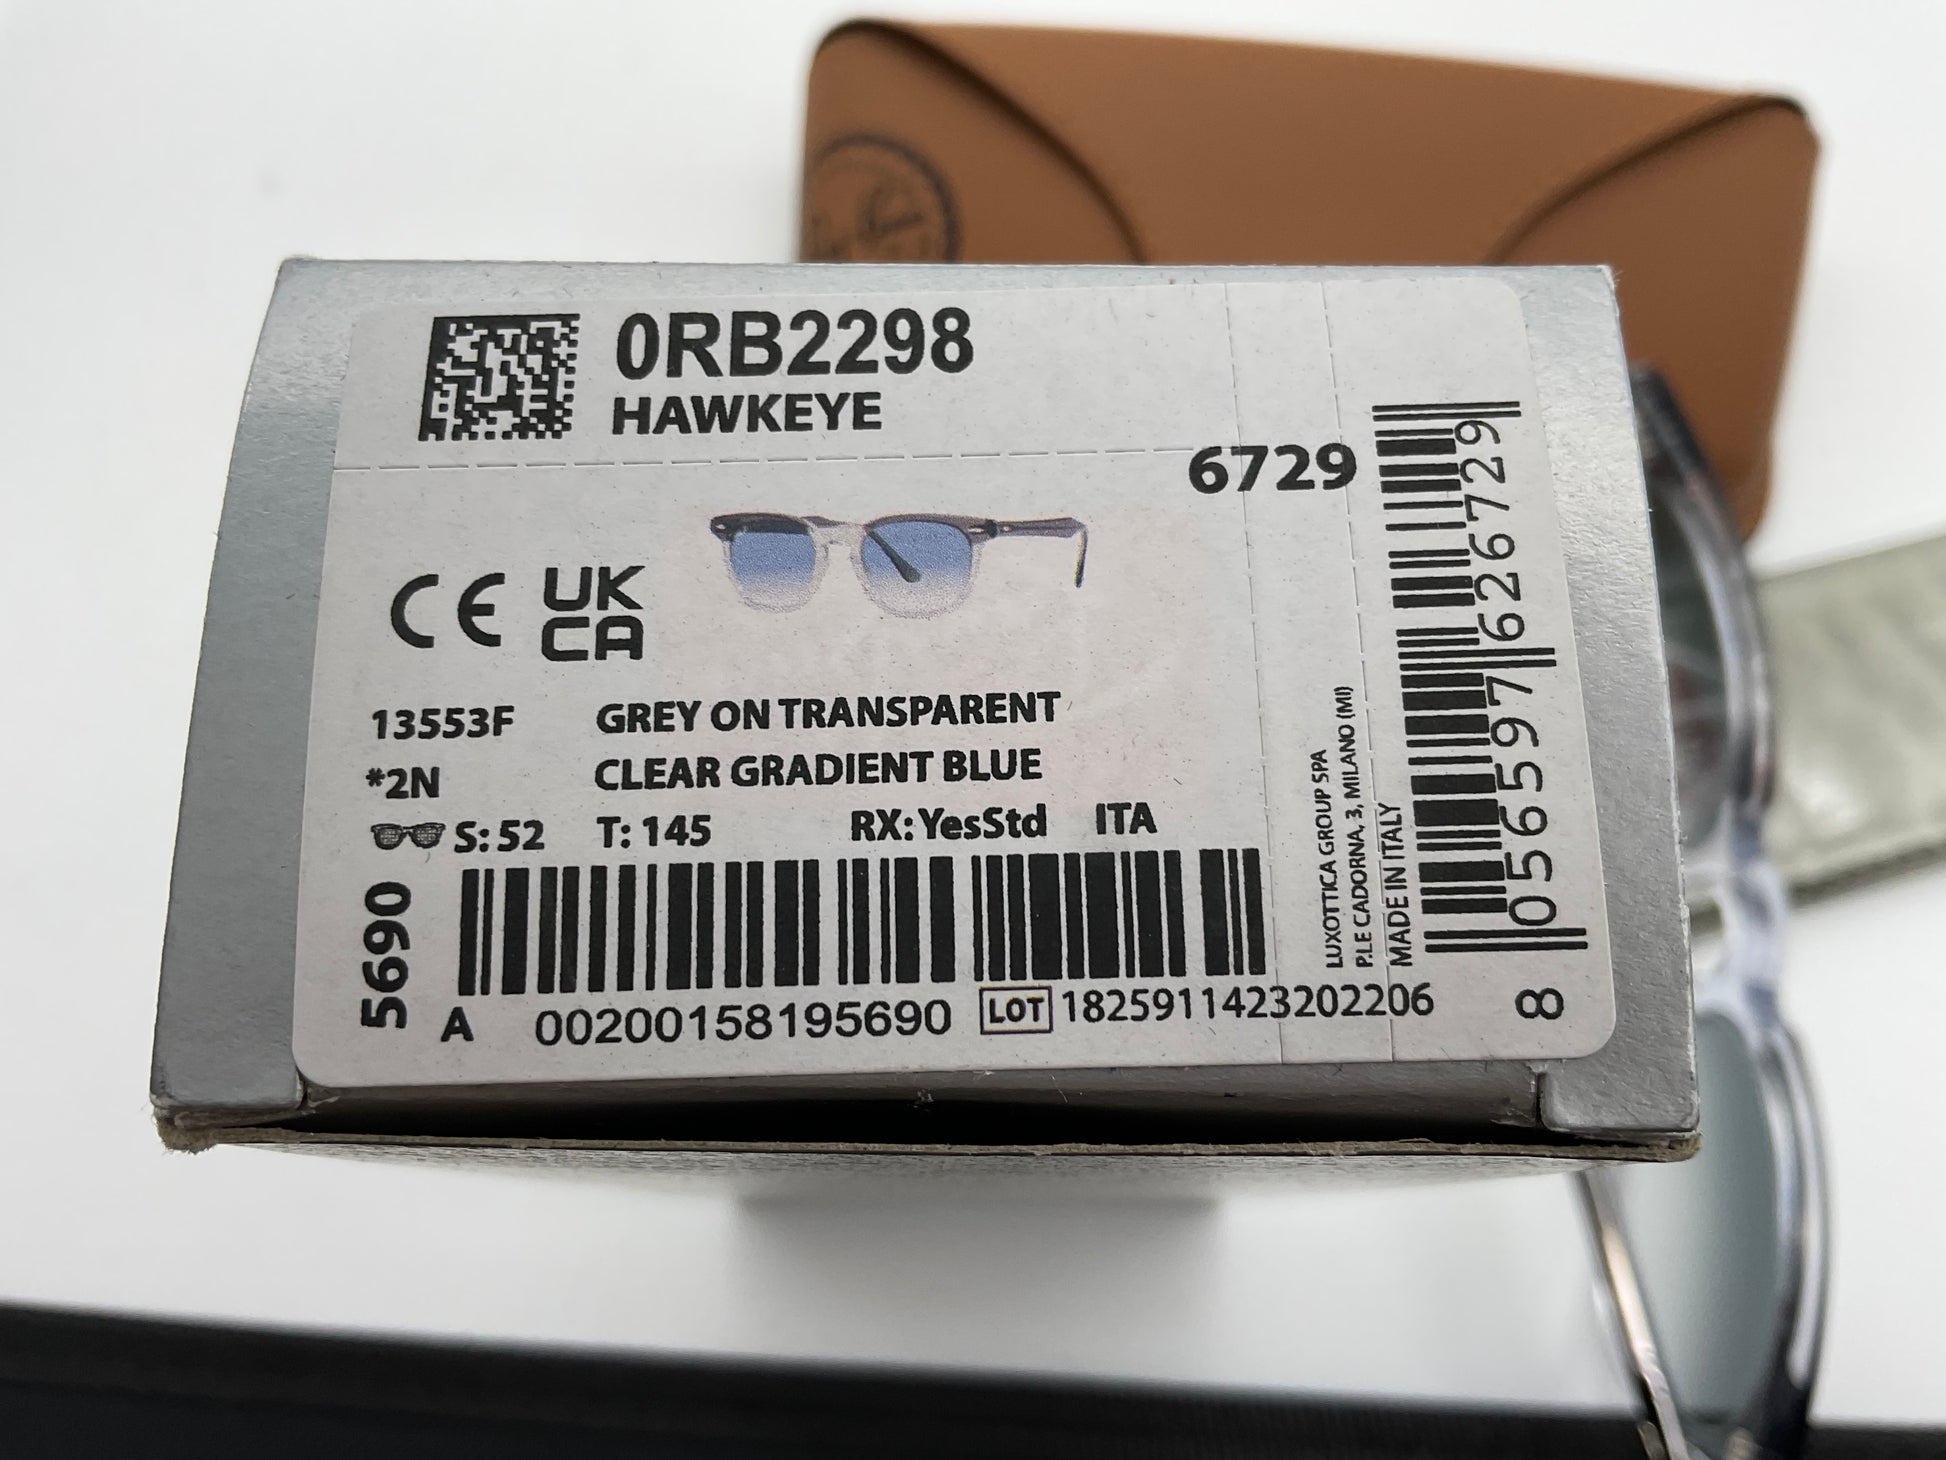 0RB2298
HAWKEYE
6729
CE
UK
CA
13553F GREY ON TRANSPARENT
*2N CLEAR GRADIENT BLUE
S: 52 T: 145 RX: YesStd ITA
5690
A 00200158195690 LOT 1825911423202206
LUXOTTICA GROUP SPA
P.LE CADORNA, 3, MILANO (MI)
MADE IN ITALY
8 056597 626729